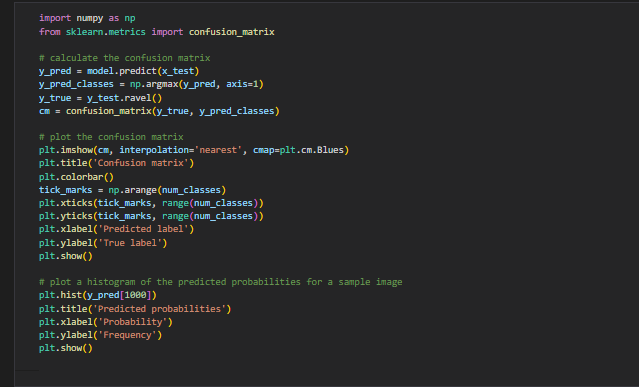 import numpy as np
from sklearn.metrics import confusion_matrix
# calculate the confusion matrix
y_pred = model.predict(x_test)
y_pred_classes = np.argmax(y_pred, axis=1)
y_true = y_test.ravel()
cm = confusion_matrix(y_true, y_pred_classes)
# plot the confusion matrix
plt.imshow(cm, interpolation='nearest', cmap=plt.cm.Blues)
plt.title('Confusion matrix')
plt.colorbar()
tick_marks = np.arange(num_classes)
plt.xticks(tick_marks, range(num_classes))
plt.yticks(tick_marks, range(num_classes))
plt.xlabel('Predicted label')
plt.ylabel('True label')
plt.show()
# plot a histogram of the predicted probabilities for a sample image
plt.hist(y_pred[1000])
plt.title('Predicted probabilities')
plt.xlabel('Probability')
plt.ylabel('Frequency')
plt.show()